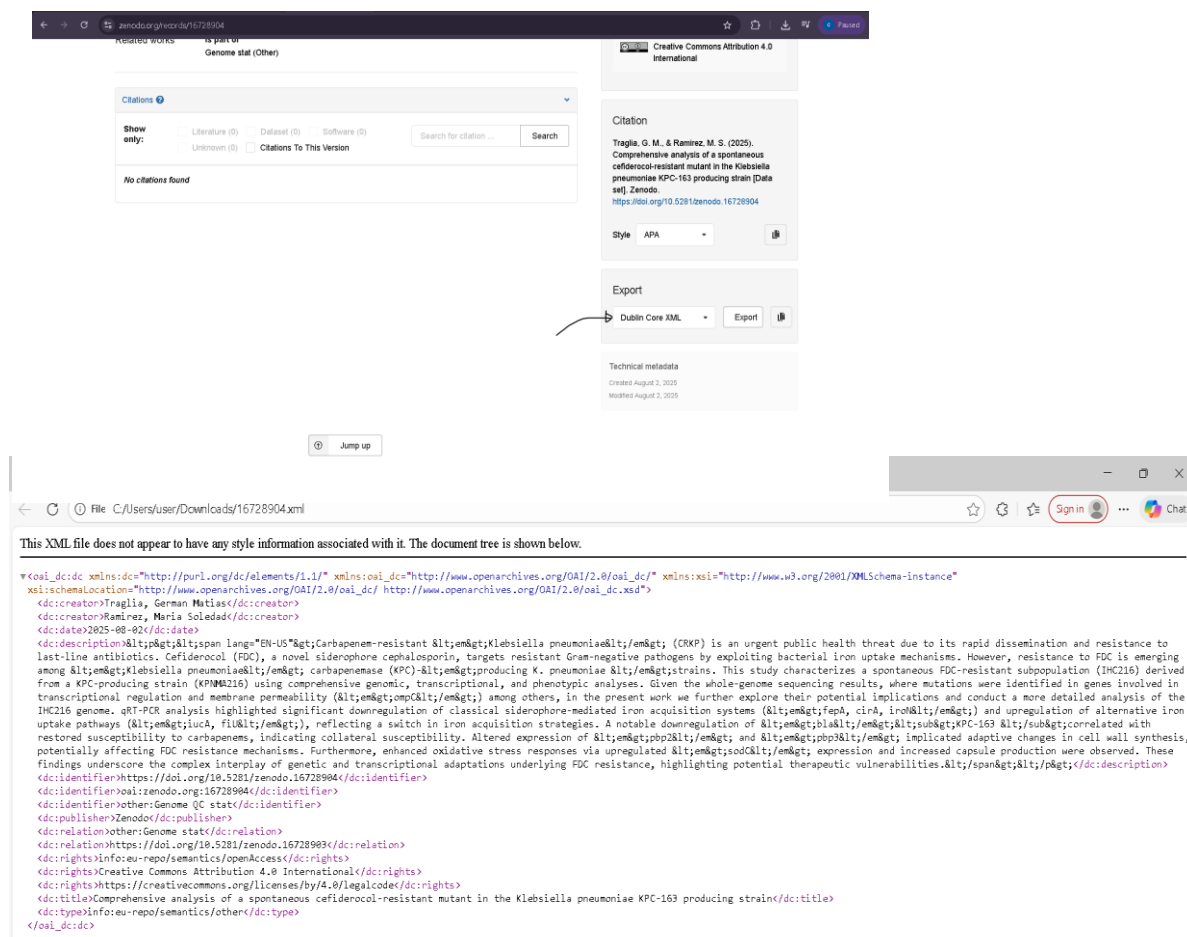 zenodo.org/records/16728904
Paused
Related works
Is part of
Genome stat (Other)
Creative Commons Attribution 4.0
International
Citations
Show
only:
Literature (0) Dataset (0) Software (0)
Unknown (0) Citations To This Version
Search for citation ...
Search
No citations found
Citation
Traglia, G. M., & Ramirez, M. S. (2025).
Comprehensive analysis of a spontaneous
cefiderocol-resistant mutant in the Klebsiella
pneumoniae KPC-163 producing strain [Data
set]. Zenodo.
https://doi.org/10.5281/zenodo.16728904
Style APA
Export
Dublin Core XML Export
Technical metadata
Created August 2, 2025
Modified August 2, 2025
Jump up
File C:/Users/user/Downloads/16728904.xml
Sign in
Chat
This XML file does not appear to have any style information associated with it. The document tree is shown below.
▼<oai_dc:dc xmlns:dc="http://purl.org/dc/elements/1.1/" xmlns:oai_dc="http://www.openarchives.org/OAI/2.0/oai_dc/" xmlns:xsi="http://www.w3.org/2001/XMLSchema-instance"
xsi:schemaLocation="http://www.openarchives.org/OAI/2.0/oai_dc/ http://www.openarchives.org/OAI/2.0/oai_dc.xsd">
<dc:creator>Traglia, German Matias</dc:creator>
<dc:creator>Ramirez, Maria Soledad</dc:creator>
<dc:date>2025-08-02</dc:date>
<dc:description>&lt;p&gt;&lt;span lang="EN-US"&gt;Carbapenem-resistant &lt;em&gt;Klebsiella pneumoniae&lt;/em&gt; (CRKP) is an urgent public health threat due to its rapid dissemination and resistance to
last-line antibiotics. Cefiderocol (FDC), a novel siderophore cephalosporin, targets resistant Gram-negative pathogens by exploiting bacterial iron uptake mechanisms. However, resistance to FDC is emerging
among &lt;em&gt;Klebsiella pneumoniae&lt;/em&gt; carbapenemase (KPC)-&lt;em&gt;producing K. pneumoniae &lt;/em&gt;strains. This study characterizes a spontaneous FDC-resistant subpopulation (IHC216) derived
from a KPC-producing strain (KPNMA216) using comprehensive genomic, transcriptional, and phenotypic analyses. Given the whole-genome sequencing results, where mutations were identified in genes involved in
transcriptional regulation and membrane permeability (&lt;em&gt;ompC&lt;/em&gt;) among others, in the present work we further explore their potential implications and conduct a more detailed analysis of the
IHC216 genome. qRT-PCR analysis highlighted significant downregulation of classical siderophore-mediated iron acquisition systems (&lt;em&gt;fepA, cirA, iroN&lt;/em&gt;) and upregulation of alternative iron
uptake pathways (&lt;em&gt;iucA, fiU&lt;/em&gt;), reflecting a switch in iron acquisition strategies. A notable downregulation of &lt;em&gt;bla&lt;/em&gt;&lt;sub&gt;KPC-163 &lt;/sub&gt;correlated with
restored susceptibility to carbapenems, indicating collateral susceptibility. Altered expression of &lt;em&gt;pbp2&lt;/em&gt; and &lt;em&gt;pbp3&lt;/em&gt; implicated adaptive changes in cell wall synthesis,
potentially affecting FDC resistance mechanisms. Furthermore, enhanced oxidative stress responses via upregulated &lt;em&gt;sodC&lt;/em&gt; expression and increased capsule production were observed. These
findings underscore the complex interplay of genetic and transcriptional adaptations underlying FDC resistance, highlighting potential therapeutic vulnerabilities.&lt;/span&gt;&lt;/p&gt;</dc:description>
<dc:identifier>https://doi.org/10.5281/zenodo.16728904</dc:identifier>
<dc:identifier>oai:zenodo.org:16728904</dc:identifier>
<dc:identifier>other:Genome QC stat</dc:identifier>
<dc:publisher>Zenodo</dc:publisher>
<dc:relation>other:Genome stat</dc:relation>
<dc:relation>https://doi.org/10.5281/zenodo.16728903</dc:relation>
<dc:rights>info:eu-repo/semantics/openAccess</dc:rights>
<dc:rights>Creative Commons Attribution 4.0 International</dc:rights>
<dc:rights>https://creativecommons.org/licenses/by/4.0/legalcode</dc:rights>
<dc:title>Comprehensive analysis of a spontaneous cefiderocol-resistant mutant in the Klebsiella pneumoniae KPC-163 producing strain</dc:title>
<dc:type>info:eu-repo/semantics/other</dc:type>
</oai_dc:dc>